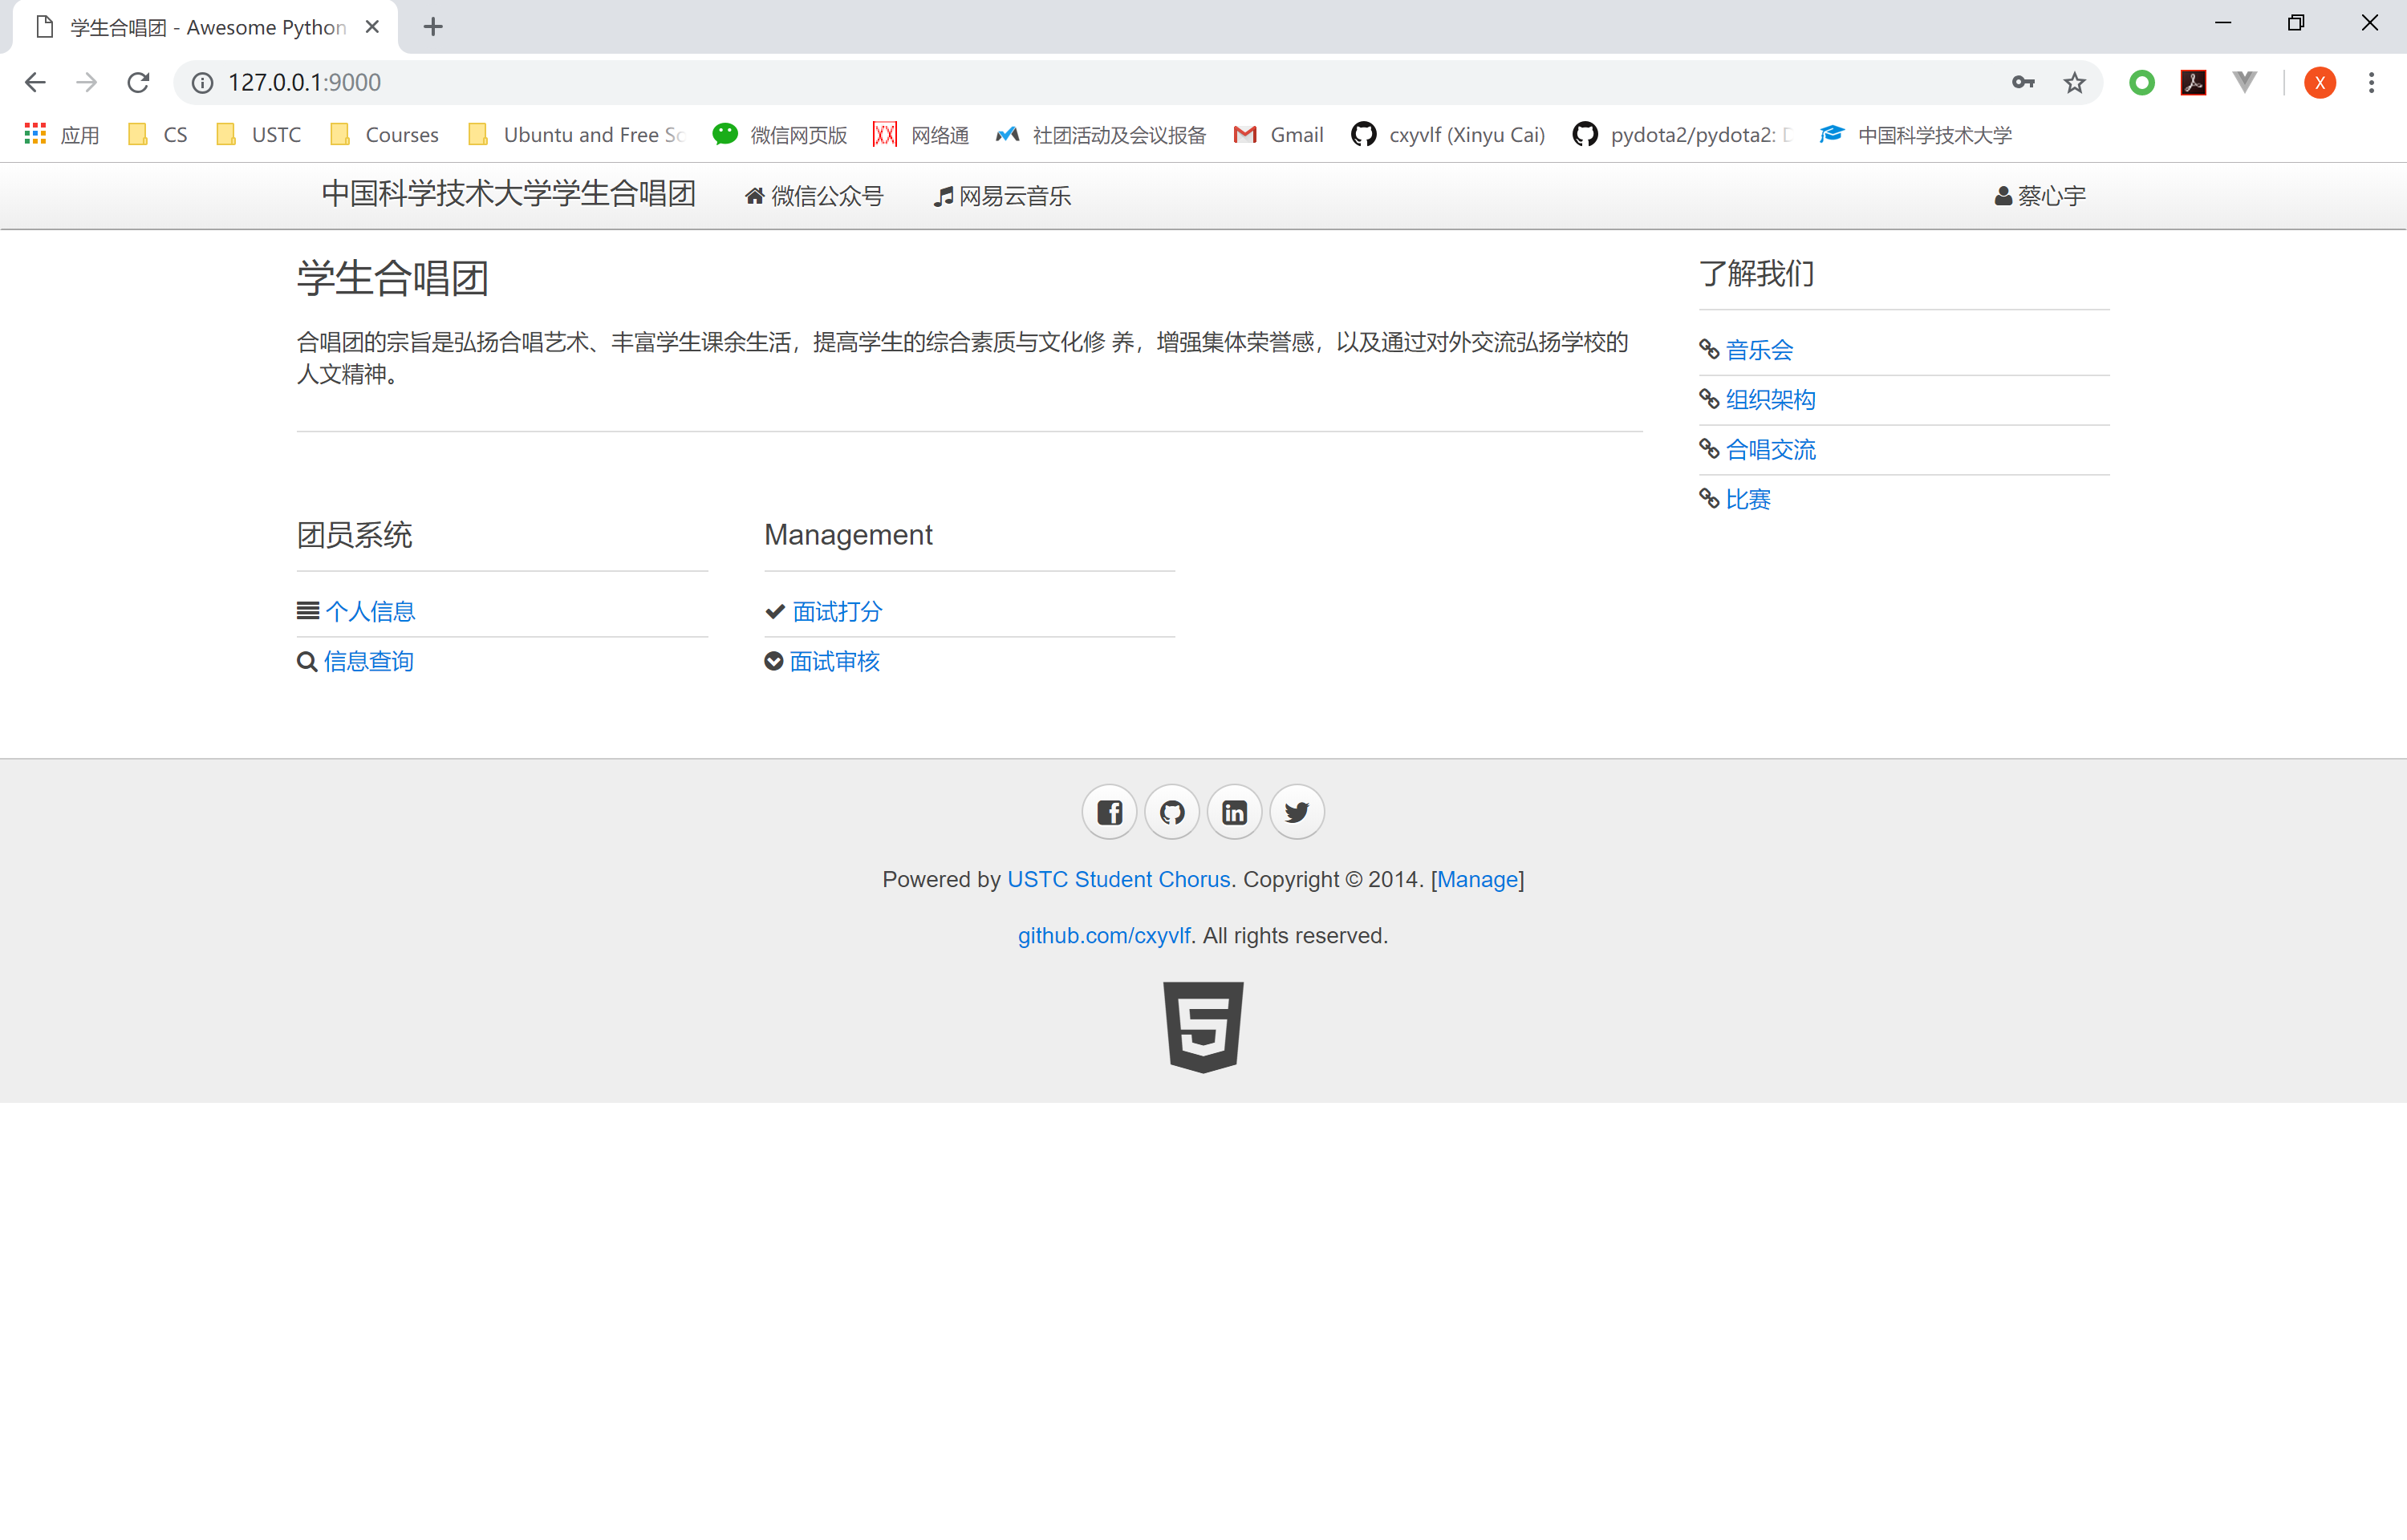 学生合唱团 - Awesome Python
127.0.0.1:9000
X
应用 CS USTC Courses Ubuntu and Free 微信网页版 网络通 社团活动及会议报备 Gmail cxyvlf (Xinyu Cai) pydota2/pydota2: 中国科学技术大学
中国科学技术大学学生合唱团 微信公众号 网易云音乐 蔡心宇
学生合唱团
合唱团的宗旨是弘扬合唱艺术、丰富学生课余生活，提高学生的综合素质与文化修 养，增强集体荣誉感，以及通过对外交流弘扬学校的
人文精神。
了解我们
音乐会
组织架构
合唱交流
比赛
团员系统
个人信息
信息查询
Management
面试打分
面试审核
Powered by USTC Student Chorus. Copyright © 2014. [Manage]
github.com/cxyvlf. All rights reserved.